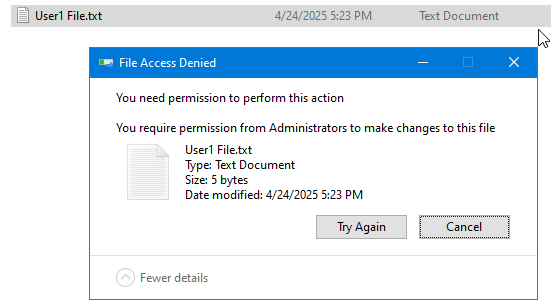 User1 File.txt 4/24/2025 5:23 PM Text Document
File Access Denied
You need permission to perform this action
You require permission from Administrators to make changes to this file
User1 File.txt
Type: Text Document
Size: 5 bytes
Date modified: 4/24/2025 5:23 PM
Try Again Cancel
Fewer details